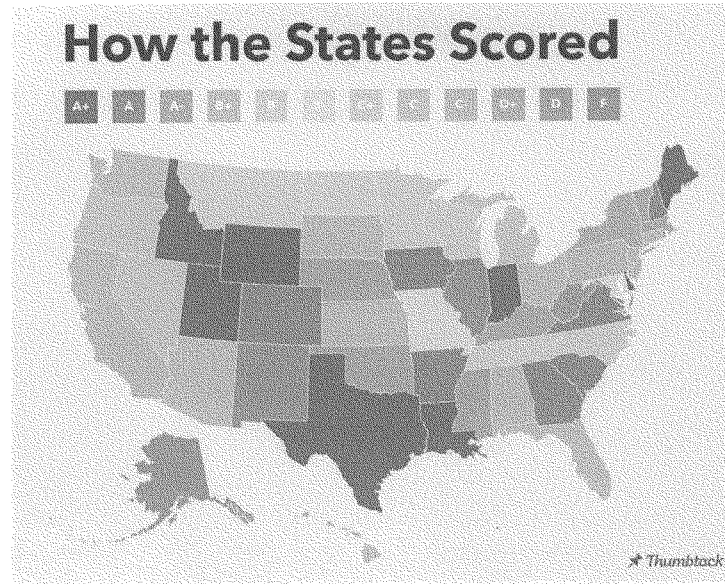 How the States Scored
A+ A A- B+ B C+ C C- D+ D F
Thumbtack